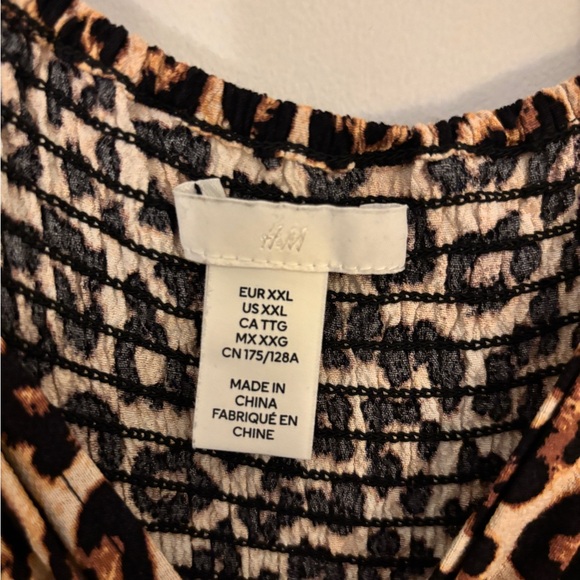 H&M
EUR XXL
US XXL
CA TTG
MX XXG
CN 175/128A
MADE IN
CHINA
FABRIQUÉ EN
CHINE